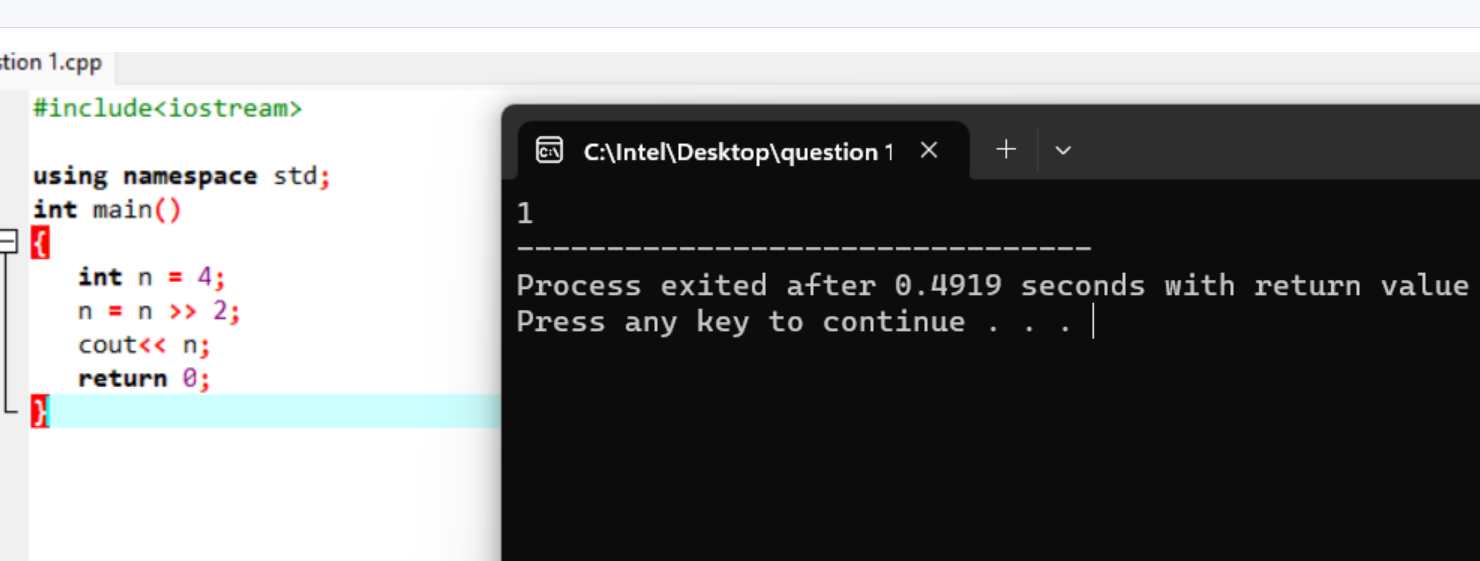 stion 1.cpp
#include<iostream>
using namespace std;
int main()
{
int n = 4;
n = n >> 2;
cout<< n;
return 0;
}
C:\Intel\Desktop\question 1
1
--------------------------------
Process exited after 0.4919 seconds with return value
Press any key to continue . . .